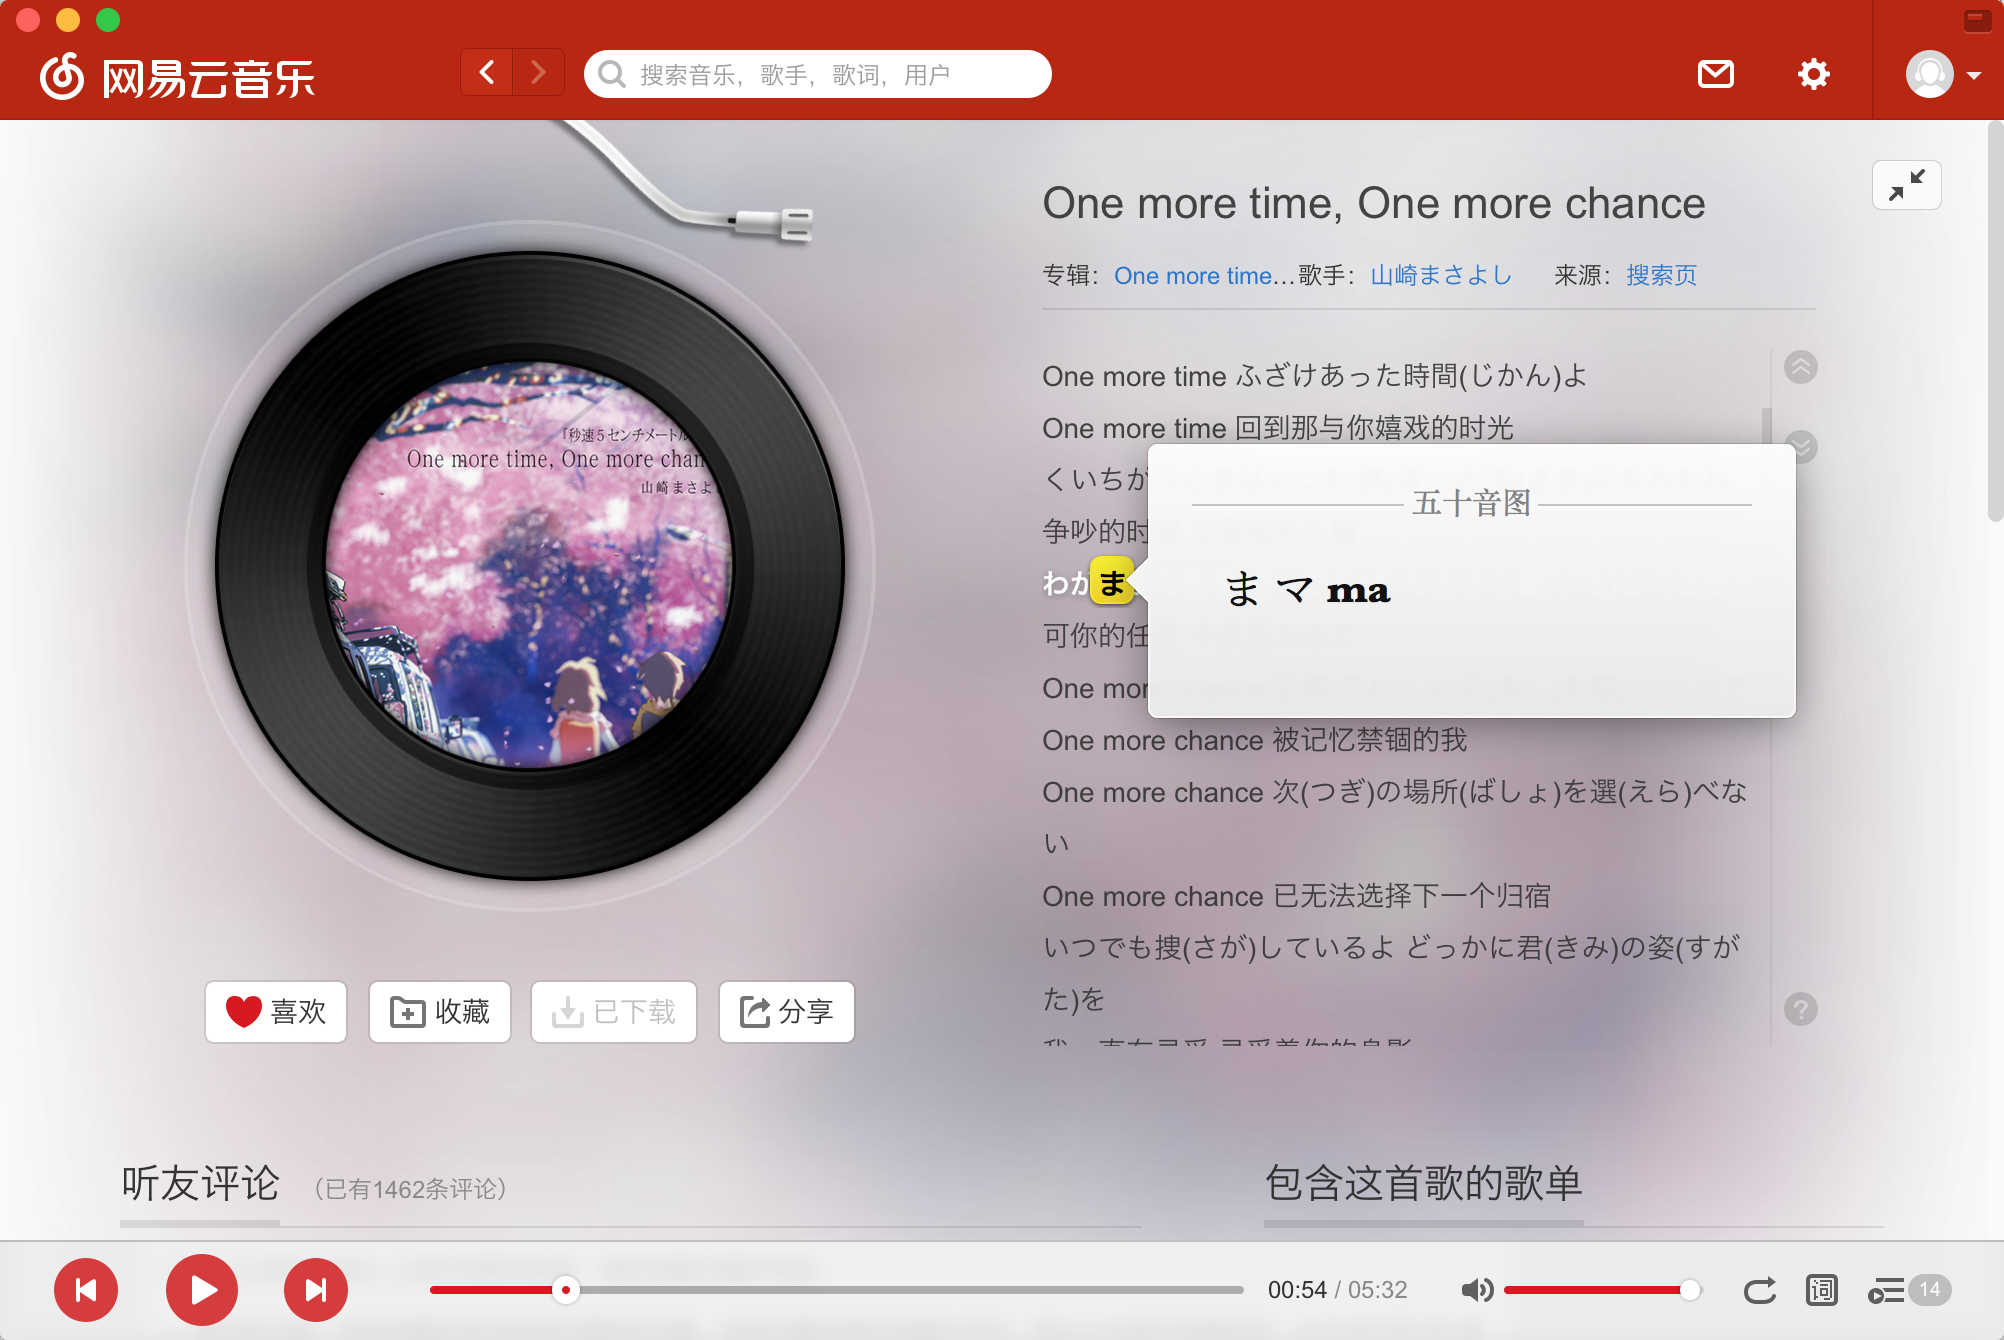 网易云音乐
搜索音乐，歌手，歌词，用户
「秒速5センチメートル
One more time, One more chan
山崎まさよ
One more time, One more chance
专辑：One more time...歌手：山崎まさよし 来源：搜索页
One more time ふざけあった時間(じかん)よ
One more time 回到那与你嬉戏的时光
くいちが
争吵的时
わが
ま
五十音图
ま マ ma
可你的任
One mor
One more chance 被记忆禁锢的我
One more chance 次(つぎ)の場所(ばしょ)を選(えら)べな
い
One more chance 已无法选择下一个归宿
いつでも捜(さが)しているよ どっかに君(きみ)の姿(すが
た)を
喜欢
收藏
已下载
分享
听友评论 （已有1462条评论）
包含这首歌的歌单
00:54 / 05:32
词
14